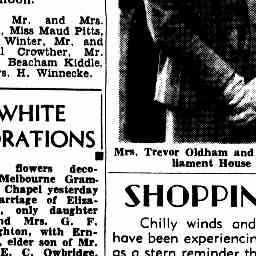 Mr. and Mrs.
, Miss Maud Pitts,
Winter, Mr. and
Crowther, Mr.
Beacham Kiddle,
s. H. Winnecke.
WHITE
ORATIONS
flowers deco-
Melbourne Gram-
Chapel yesterday
arriage of Eliza-
, only daughter
nd Mrs. G. F.
ghton, with Ern-
, elder son of Mr.
E. C. Owbridge,
Mrs. Trevor Oldham and
liament House
SHOPPIN
Chilly winds and
have been experiencin
as a stern reminder th